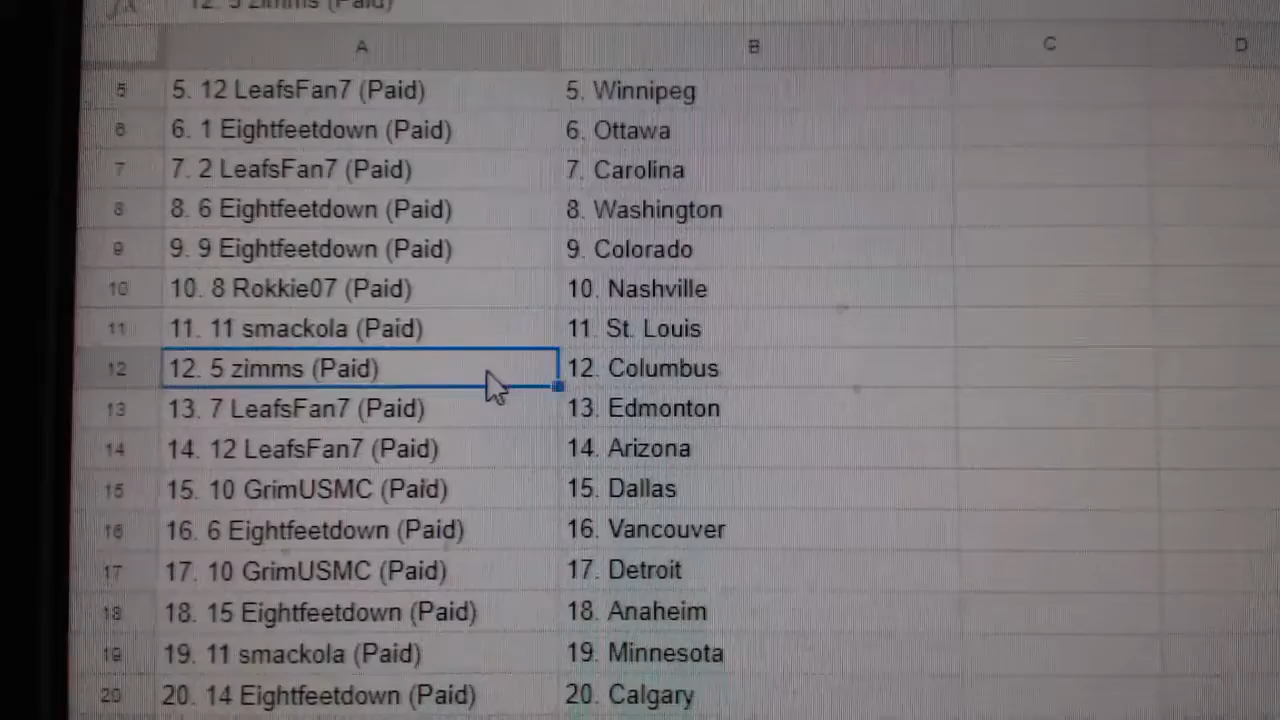 12. 5 zimms (Paid)
A B C D
5 5. 12 LeafsFan7 (Paid) 5. Winnipeg
6 6. 1 Eightfeetdown (Paid) 6. Ottawa
7 7. 2 LeafsFan7 (Paid) 7. Carolina
8 8. 6 Eightfeetdown (Paid) 8. Washington
9 9. 9 Eightfeetdown (Paid) 9. Colorado
10 10. 8 Rokkie07 (Paid) 10. Nashville
11 11. 11 smackola (Paid) 11. St. Louis
12 12. 5 zimms (Paid) 12. Columbus
13 13. 7 LeafsFan7 (Paid) 13. Edmonton
14 14. 12 LeafsFan7 (Paid) 14. Arizona
15 15. 10 GrimUSMC (Paid) 15. Dallas
16 16. 6 Eightfeetdown (Paid) 16. Vancouver
17 17. 10 GrimUSMC (Paid) 17. Detroit
18 18. 15 Eightfeetdown (Paid) 18. Anaheim
19 19. 11 smackola (Paid) 19. Minnesota
20 20. 14 Eightfeetdown (Paid) 20. Calgary